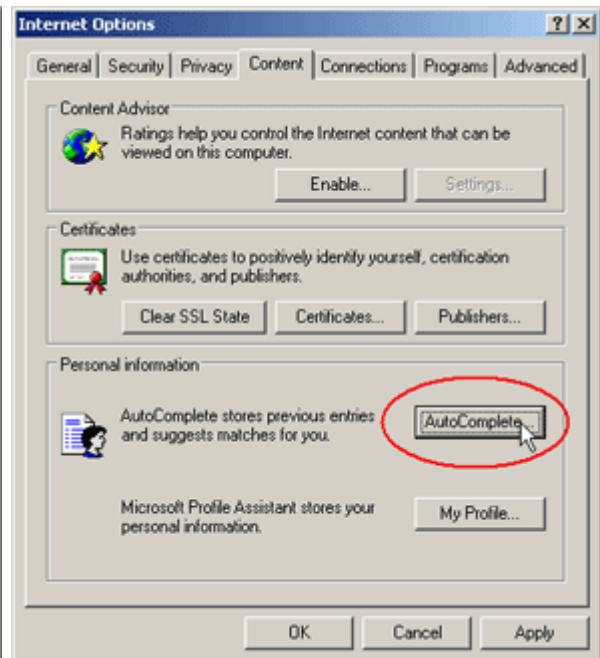 Internet Options
General Security Privacy Content Connections Programs Advanced
Content Advisor
Ratings help you control the Internet content that can be
viewed on this computer.
Enable... Settings...
Certificates
Use certificates to positively identify yourself, certification
authorities, and publishers.
Clear SSL State Certificates... Publishers...
Personal information
AutoComplete stores previous entries
and suggests matches for you.
AutoComplete...
Microsoft Profile Assistant stores your
personal information.
My Profile...
OK Cancel Apply